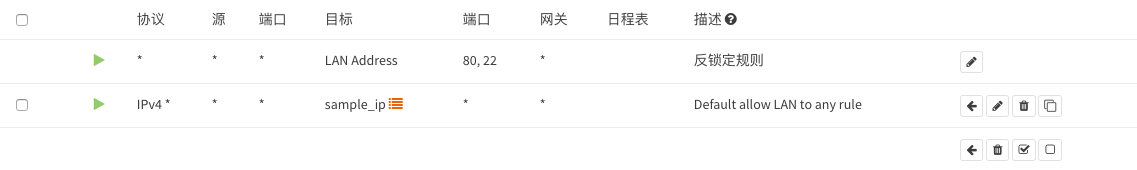 协议 源 端口 目标 端口 网关 日程表 描述
* * * LAN Address 80, 22 * 反锁定规则
IPv4 * * * sample_ip * * Default allow LAN to any rule